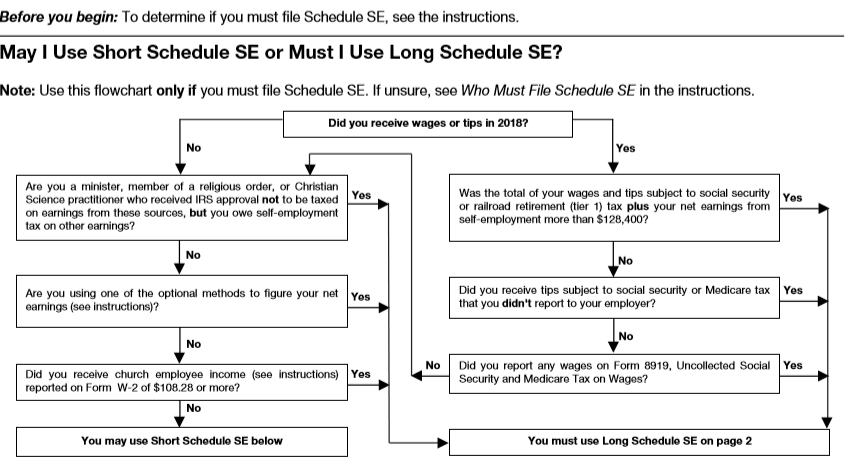 Before you begin: To determine if you must file Schedule SE, see the instructions.
May I Use Short Schedule SE or Must I Use Long Schedule SE?
Note: Use this flowchart only if you must file Schedule SE. If unsure, see Who Must File Schedule SE in the instructions.
Did you receive wages or tips in 2018?
No
Yes
Are you a minister, member of a religious order, or Christian
Science practitioner who received IRS approval not to be taxed
on earnings from these sources, but you owe self-employment
tax on other earnings?
Yes
Was the total of your wages and tips subject to social security
or railroad retirement (tier 1) tax plus your net earnings from
self-employment more than $128,400?
Yes
No
No
Are you using one of the optional methods to figure your net
earnings (see instructions)?
Yes
Did you receive tips subject to social security or Medicare tax
that you didn't report to your employer?
Yes
No
No
Did you receive church employee income (see instructions)
reported on Form W-2 of $108.28 or more?
Yes
No
Did you report any wages on Form 8919, Uncollected Social
Security and Medicare Tax on Wages?
Yes
No
You may use Short Schedule SE below
You must use Long Schedule SE on page 2